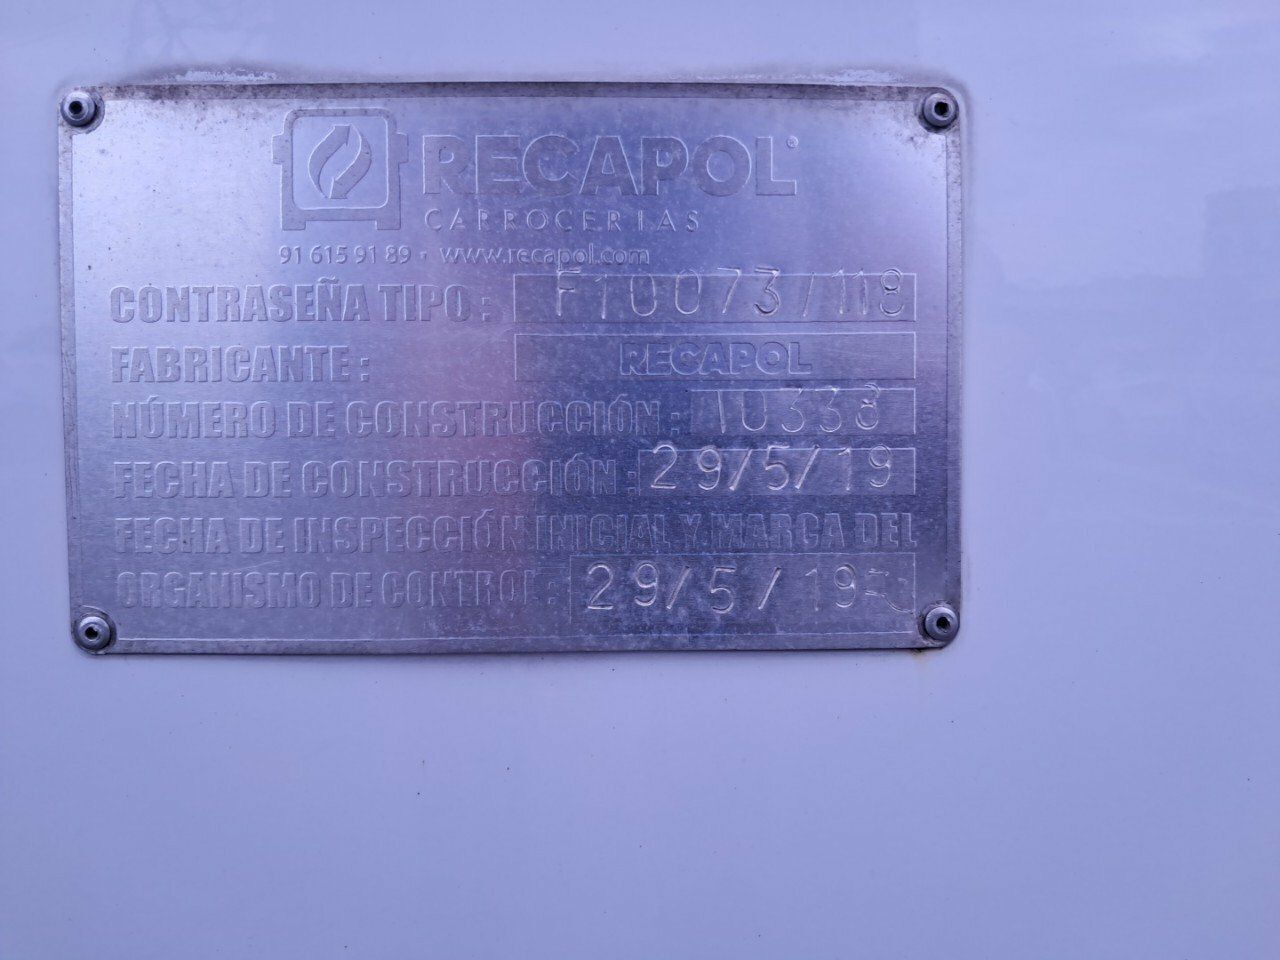 RECAPOL®
CARROCERIAS
91 615 91 89 - www.recapol.com
CONTRASEÑA TIPO : F10073/118
FABRICANTE : RECAPOL
NÚMERO DE CONSTRUCCIÓN : 10338
FECHA DE CONSTRUCCIÓN : 29/5/19
FECHA DE INSPECCIÓN INICIAL Y MARCA DEL
ORGANISMO DE CONTROL : 29/5/19